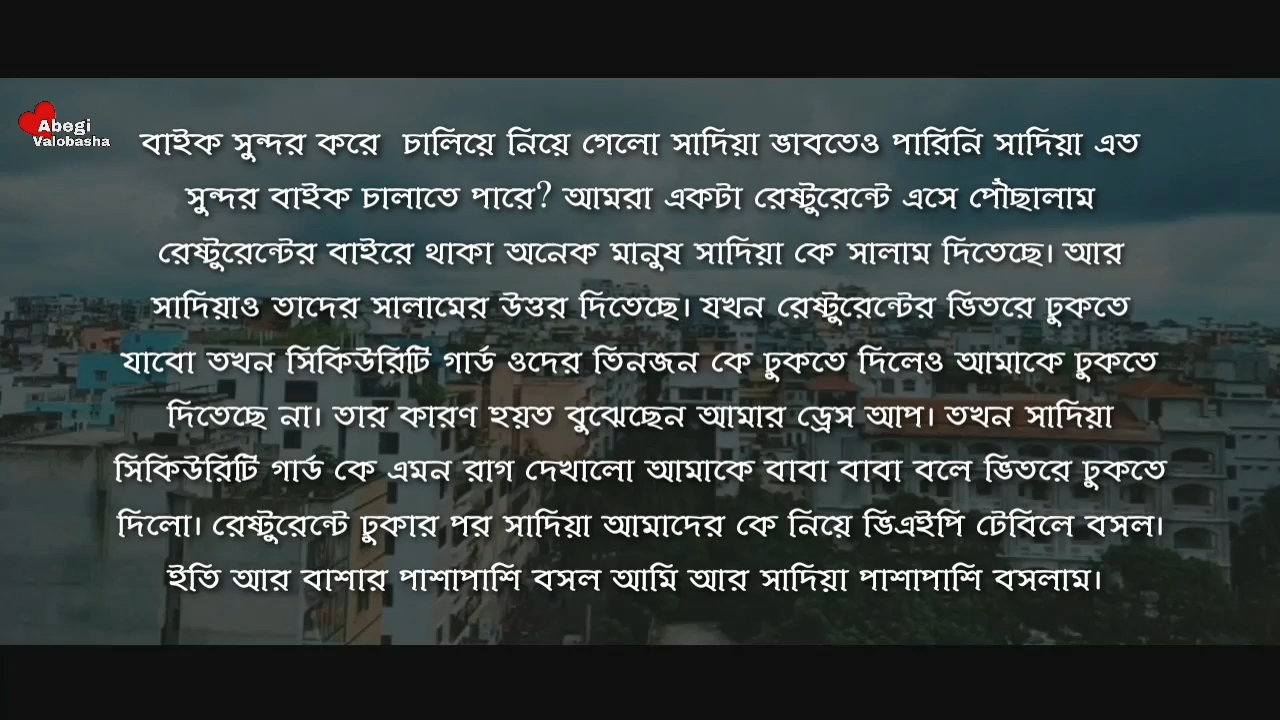 Abegi
Valobasha
বাইক সুন্দর করে চালিয়ে নিয়ে গেলো সাদিয়া ভাবতেও পারিনি সাদিয়া এত
সুন্দর বাইক চালাতে পারে? আমরা একটা রেষ্টুরেন্টে এসে পৌঁছালাম
রেষ্টুরেন্টের বাইরে থাকা অনেক মানুষ সাদিয়া কে সালাম দিতেছে। আর
সাদিয়াও তাদের সালামের উত্তর দিতেছে। যখন রেষ্টুরেন্টের ভিতরে ঢুকতে
যাবো তখন সিকিউরিটি গার্ড ওদের তিনজন কে ঢুকতে দিলেও আমাকে ঢুকতে
দিতেছে না। তার কারণ হয়ত বুঝেছেন আমার ড্রেস আপ। তখন সাদিয়া
সিকিউরিটি গার্ড কে এমন রাগ দেখালো আমাকে বাবা বাবা বলে ভিতরে ঢুকতে
দিলো। রেষ্টুরেন্টে ঢুকার পর সাদিয়া আমাদের কে নিয়ে ভিএইপি টেবিলে বসল।
ইতি আর বাশার পাশাপাশি বসল আমি আর সাদিয়া পাশাপাশি বসলাম।